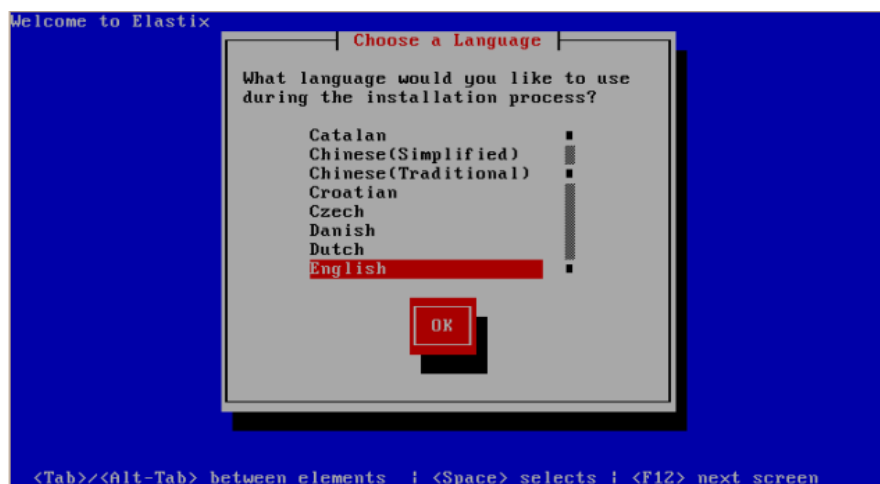 Welcome to Elastix
Choose a Language
What language would you like to use
during the installation process?
Catalan
Chinese(Simplified)
Chinese(Traditional)
Croatian
Czech
Danish
Dutch
English
OK
<Tab>/<Alt-Tab> between elements | <Space> selects | <F12> next screen